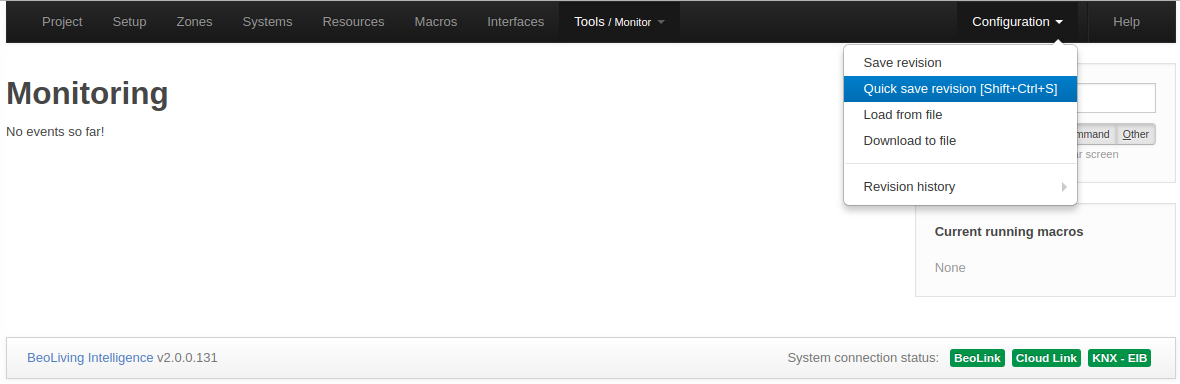 Project Setup Zones Systems Resources Macros Interfaces Tools / Monitor Configuration Help
Save revision
Quick save revision [Shift+Ctrl+S]
Load from file
Download to file
Revision history
Monitoring
No events so far!
Other
screen
Current running macros
None
BeoLiving Intelligence v2.0.0.131 System connection status: BeoLink Cloud Link KNX - EIB